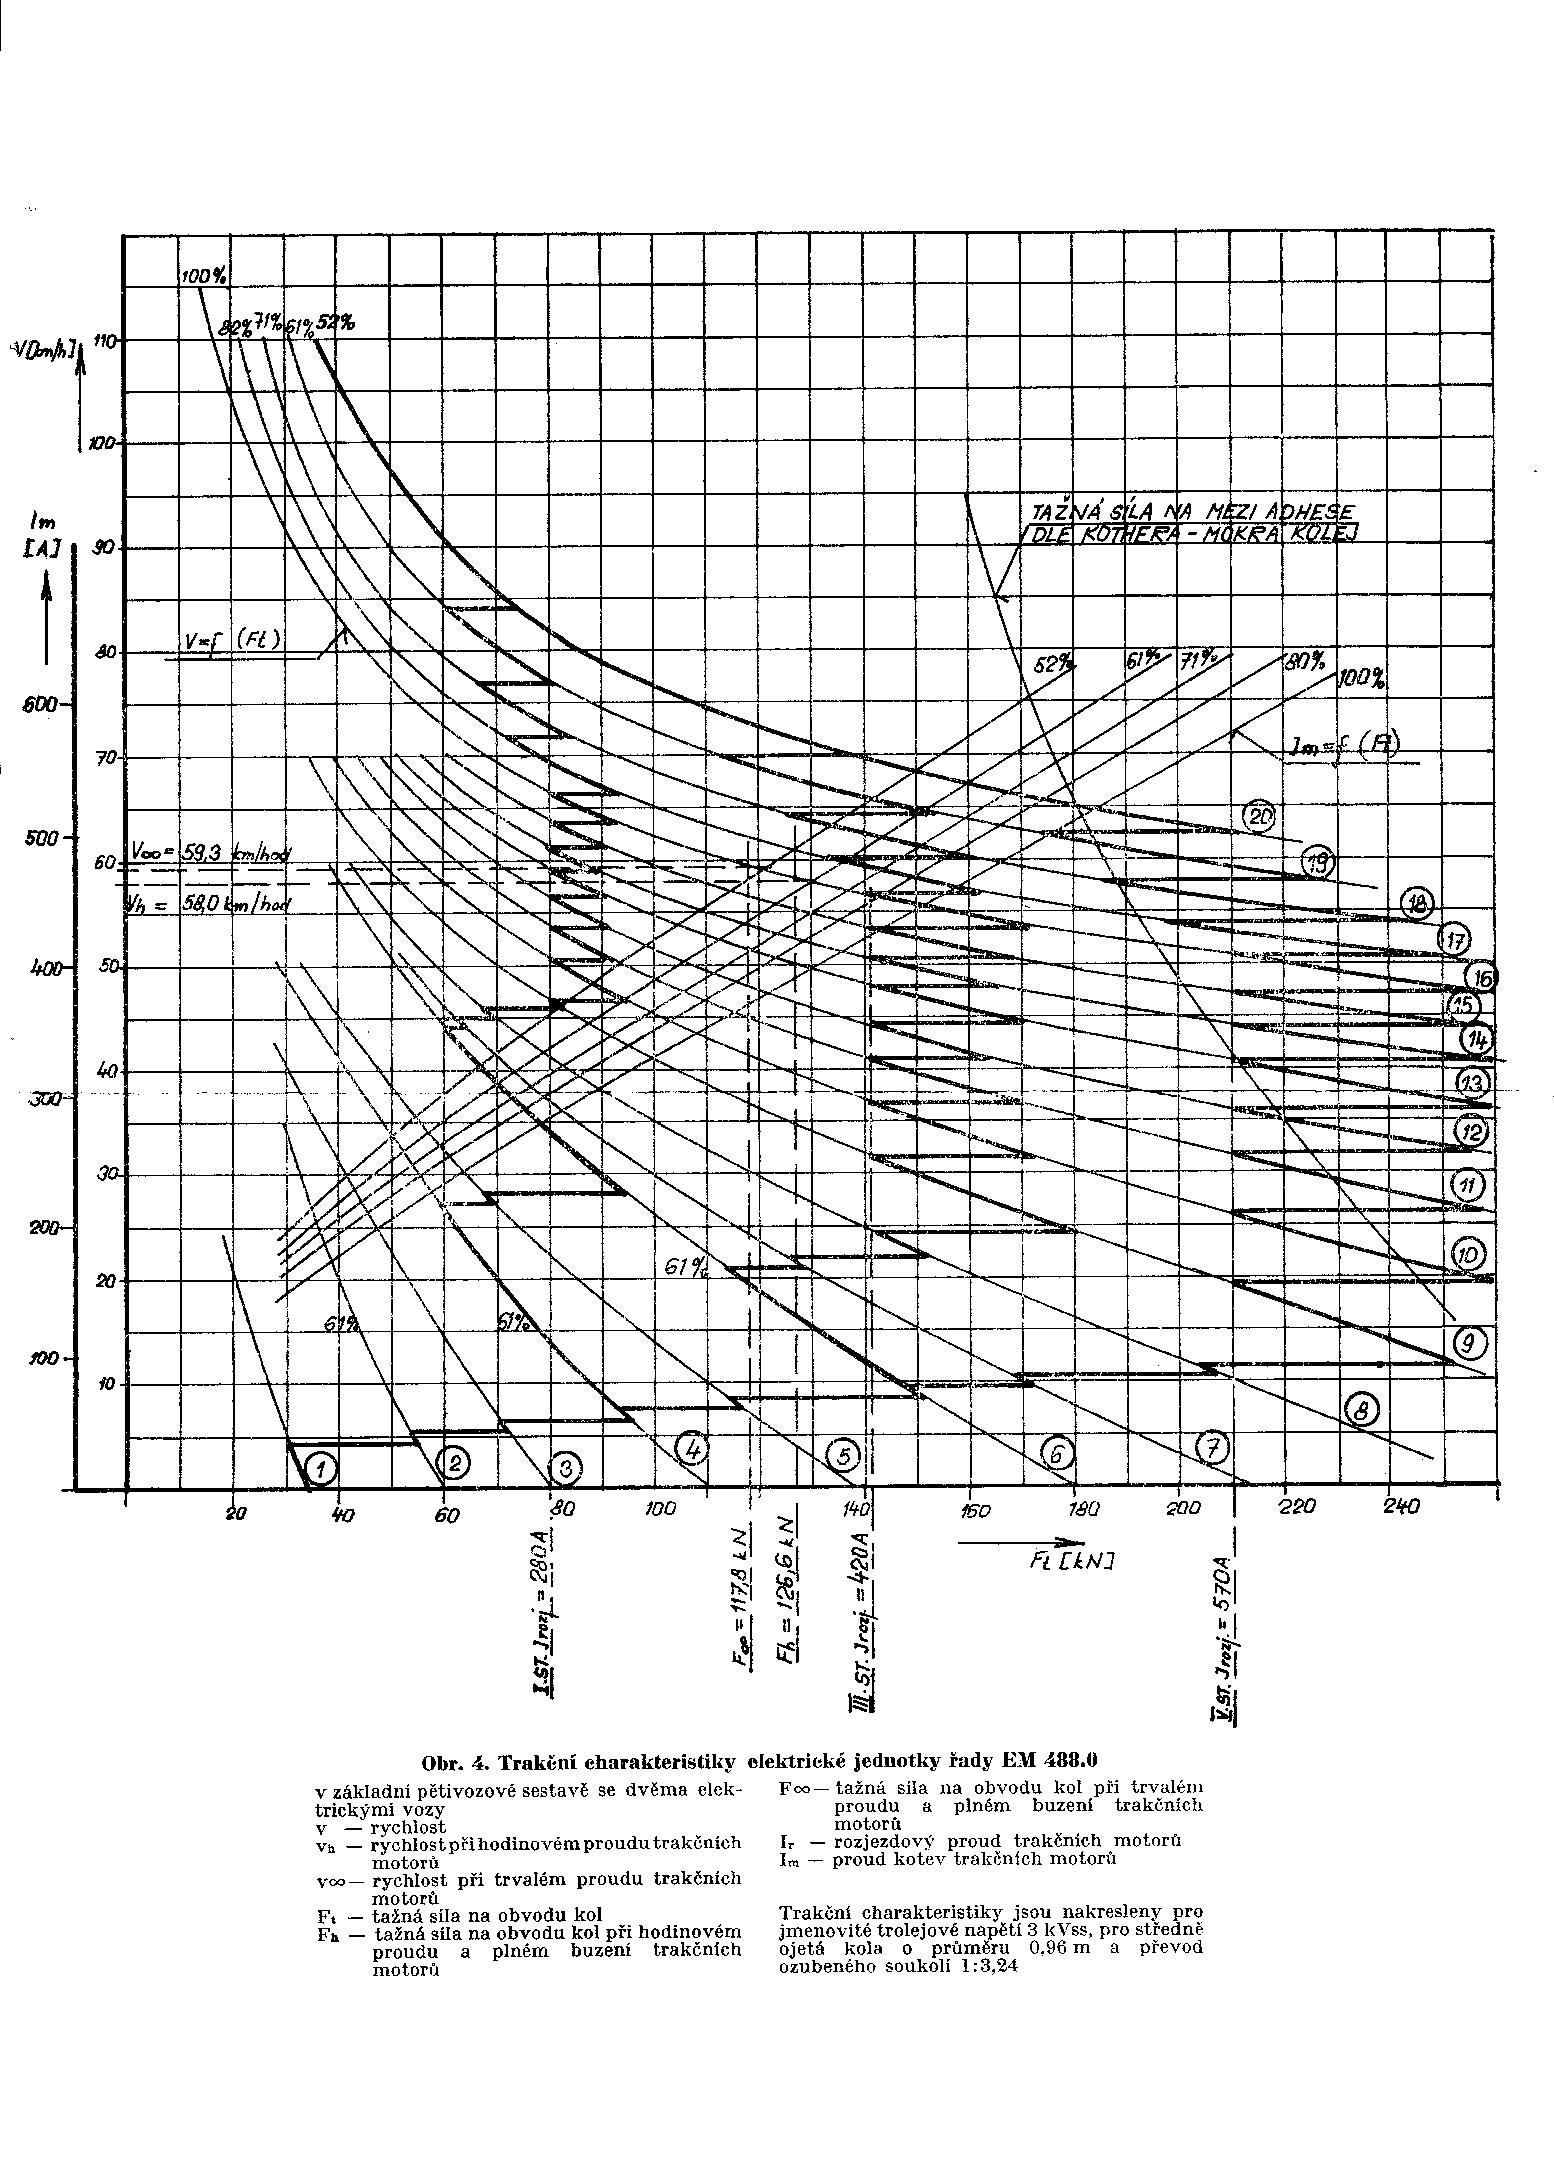 100%
82% 71% 61% 52%
V[km/h]
110
100
Im
[A]
90
TAŽNÁ SÍLA NA MEZI ADHESE
DLE KOTHERA - MOKRÁ KOLEJ
V=f (Ft)
80
52% 61% 71% 80% 100%
600
70
Im=f (Ft)
500
20
V∞= 59,3 km/hod
60
19
Vh = 58,0 km/hod
18
17
400
50
16
15
14
40
300
13
12
30
11
200
10
61%
20
61%
61%
9
100
10
8
1
2
3
4
5
6
7
20 40 60 80 100 140 160 180 200 220 240
Ft [kN]
I.ST. Jrozj. = 280A
F∞ = 117,8 kN
Fh = 126,6 kN
III.ST. Jrozj. = 420A
V.ST. Jrozj. = 570A
Obr. 4. Trakční charakteristiky elektrické jednotky řady EM 488.0
v základní pětivozové sestavě se dvěma elek-
trickými vozy
v — rychlost
vh — rychlost při hodinovém proudu trakčních
motorů
v∞ — rychlost při trvalém proudu trakčních
motorů
Ft — tažná síla na obvodu kol
Fh — tažná síla na obvodu kol při hodinovém
proudu a plném buzení trakčních
motorů
F∞ — tažná síla na obvodu kol při trvalém
proudu a plném buzení trakčních
motorů
Ir — rozjezdový proud trakčních motorů
Im — proud kotev trakčních motorů
Trakční charakteristiky jsou nakresleny pro
jmenovité trolejové napětí 3 kVss, pro středně
ojetá kola o průměru 0,96 m a převod
ozubeného soukolí 1:3,24